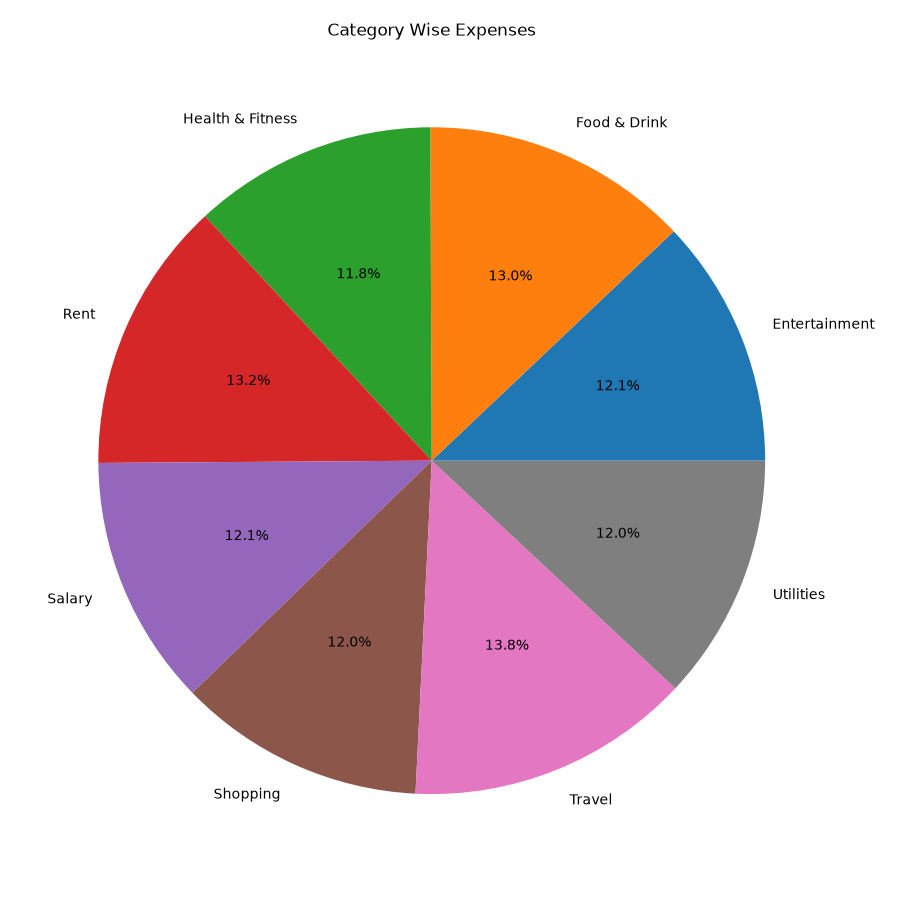 Category Wise Expenses
Health & Fitness
Food & Drink
11.8%
13.0%
Rent
Entertainment
13.2%
12.1%
12.1%
12.0%
Salary
Utilities
12.0%
13.8%
Shopping
Travel